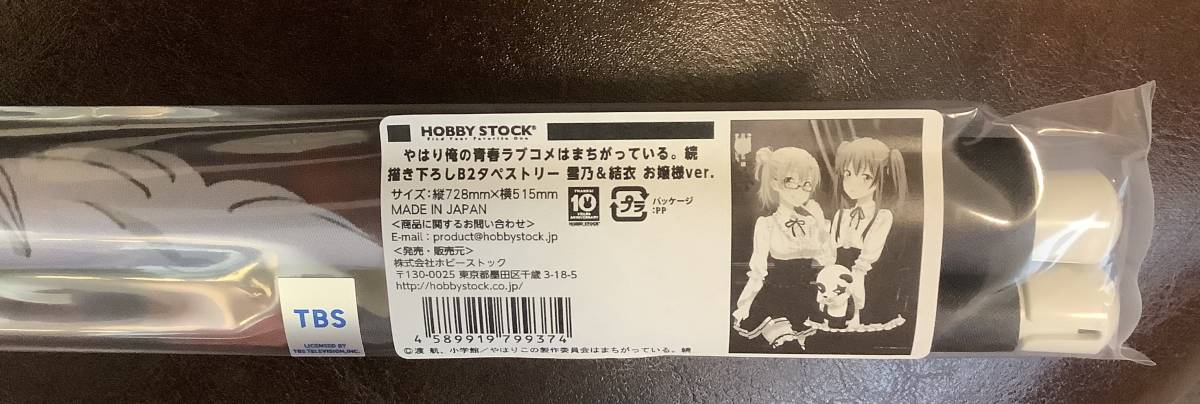 HOBBY STOCK®
Find Your Favorite One
やはり俺の青春ラブコメはまちがっている。続
描き下ろしB2タペストリー 雪乃&結衣 お嬢様ver.
サイズ:縦728mm×横515mm
MADE IN JAPAN
<商品に関するお問い合わせ>
E-mail:product@hobbystock.jp
<発売・販売元>
株式会社ホビーストック
〒130-0025 東京都墨田区千歳 3-18-5
http://hobbystock.co.jp/
THANKS!
10
YEARS ANNIVERSARY
HOBBY STOCK
プラ
パッケージ
:PP
4 589919 799374
©渡 航、小学館/やはりこの製作委員会はまちがっている。続
TBS
LICENSED BY
TBS TELEVISION, INC.